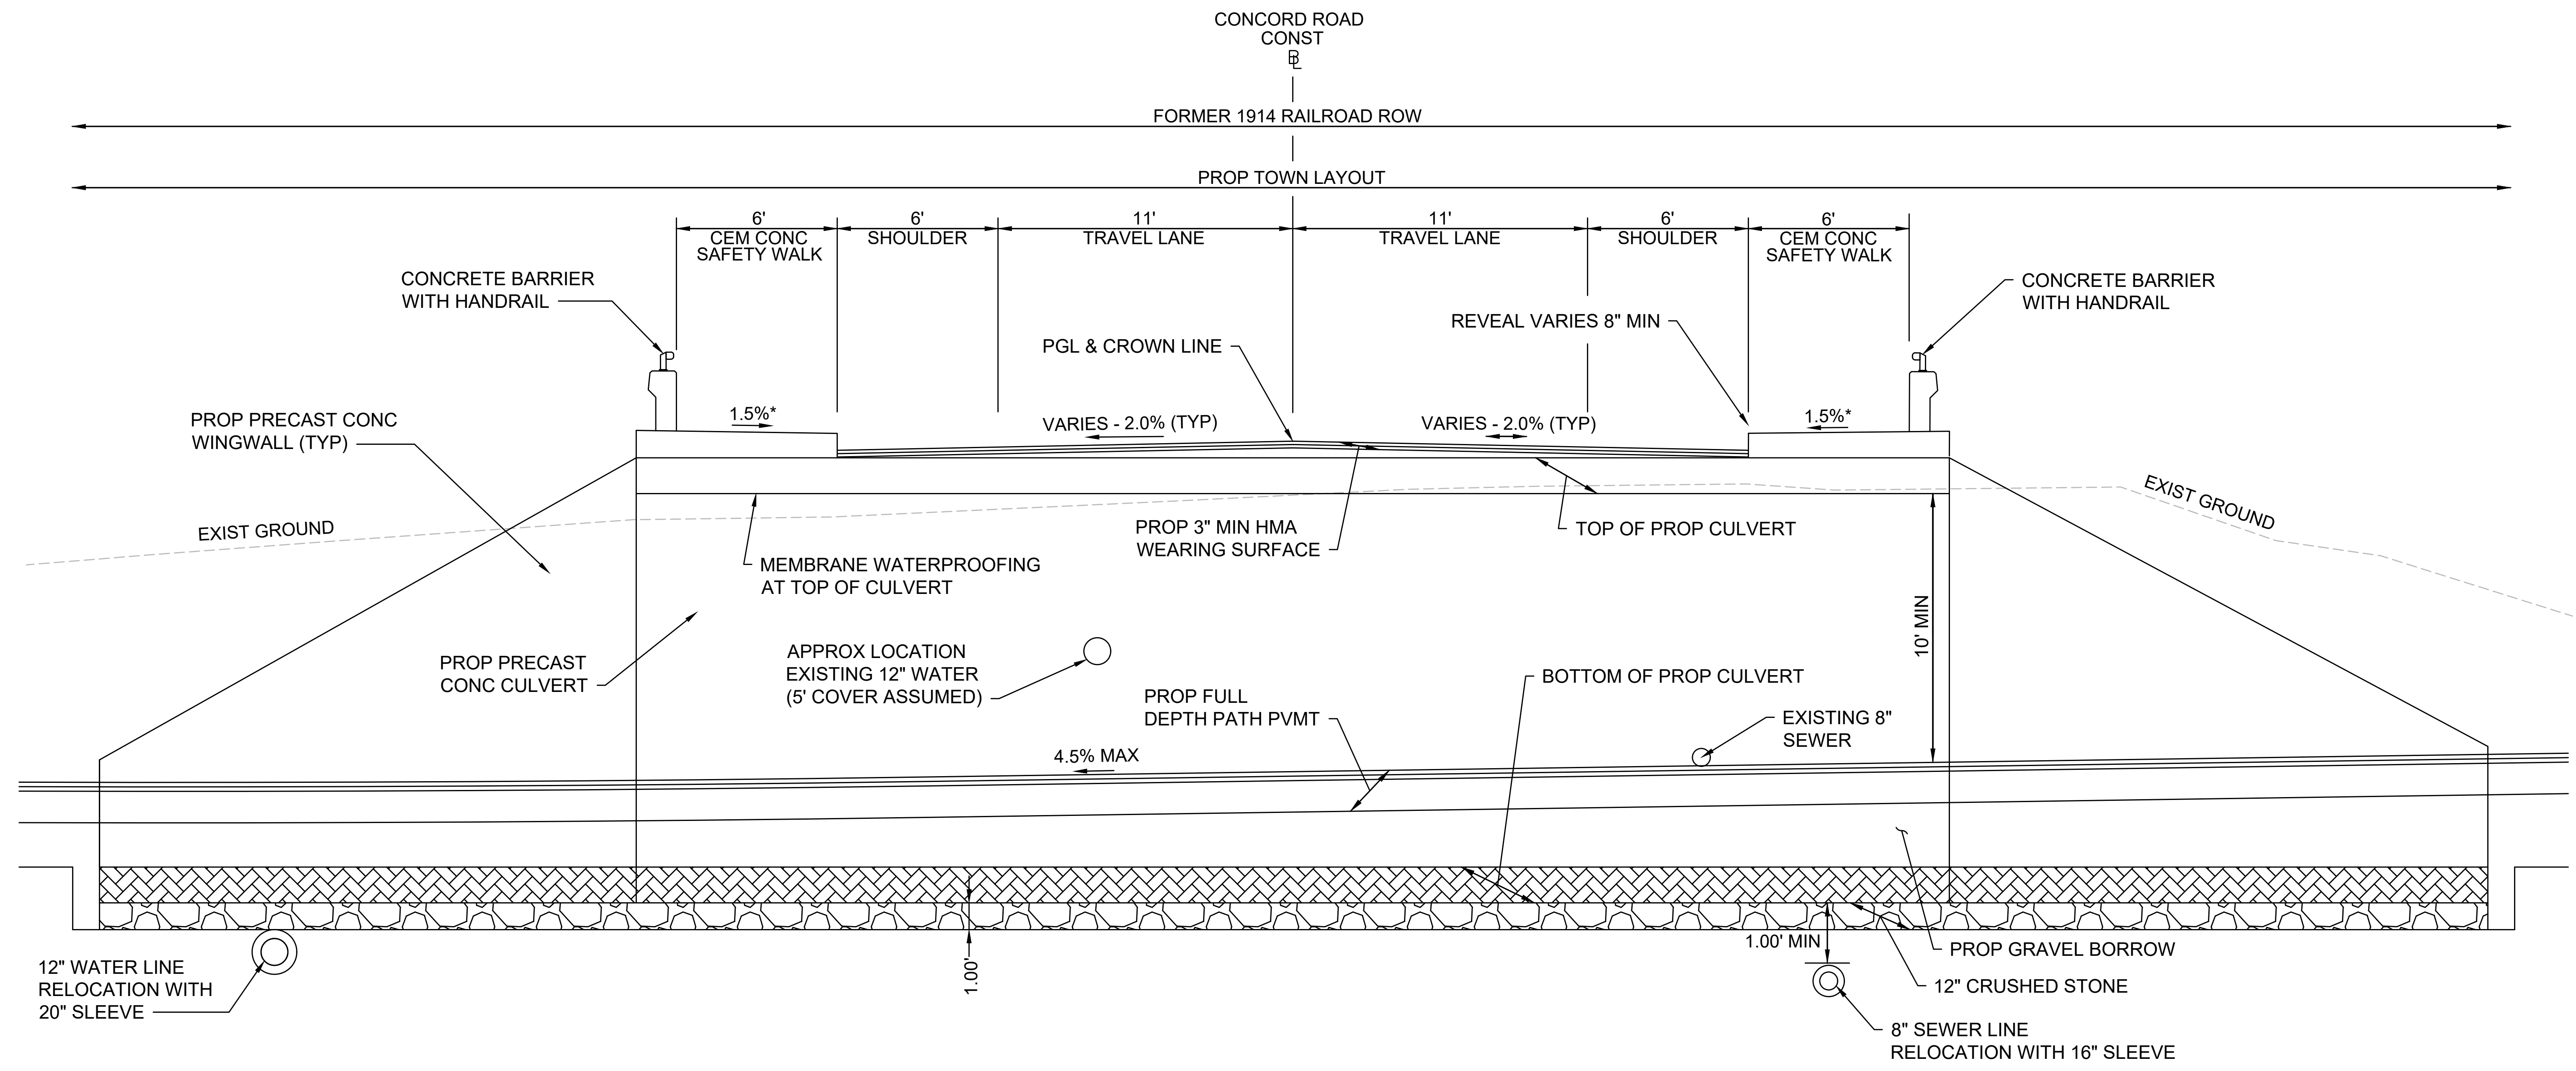 CONCORD ROAD
CONST
BL
FORMER 1914 RAILROAD ROW
PROP TOWN LAYOUT
6'
CEM CONC
SAFETY WALK
6'
SHOULDER
11'
TRAVEL LANE
11'
TRAVEL LANE
6'
SHOULDER
6'
CEM CONC
SAFETY WALK
CONCRETE BARRIER
WITH HANDRAIL
CONCRETE BARRIER
WITH HANDRAIL
REVEAL VARIES 8" MIN
PGL & CROWN LINE
1.5%*
VARIES - 2.0% (TYP)
VARIES - 2.0% (TYP)
1.5%*
PROP PRECAST CONC
WINGWALL (TYP)
EXIST GROUND
EXIST GROUND
PROP 3" MIN HMA
WEARING SURFACE
TOP OF PROP CULVERT
MEMBRANE WATERPROOFING
AT TOP OF CULVERT
10' MIN
PROP PRECAST
CONC CULVERT
APPROX LOCATION
EXISTING 12" WATER
(5' COVER ASSUMED)
BOTTOM OF PROP CULVERT
PROP FULL
DEPTH PATH PVMT
EXISTING 8"
SEWER
4.5% MAX
1.00' MIN
PROP GRAVEL BORROW
12" WATER LINE
RELOCATION WITH
20" SLEEVE
1.00'
12" CRUSHED STONE
8" SEWER LINE
RELOCATION WITH 16" SLEEVE